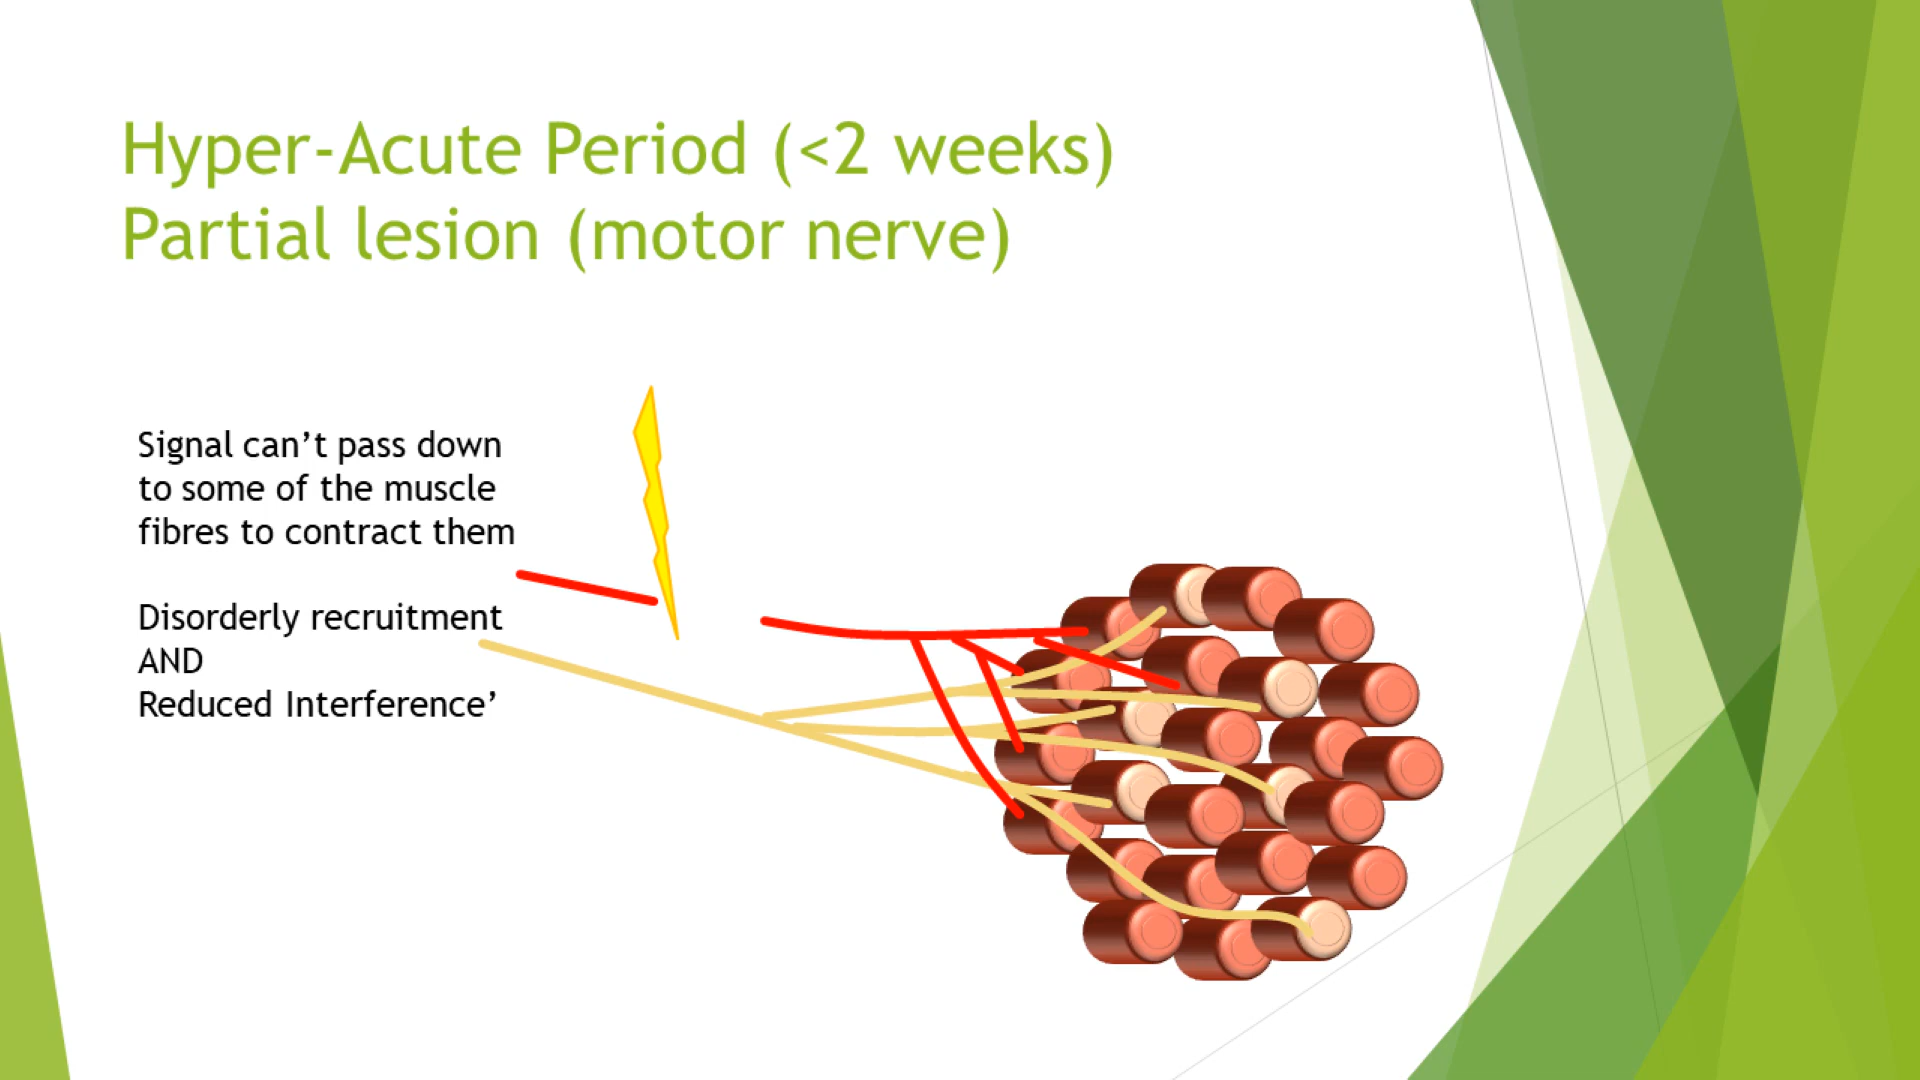 Hyper-Acute Period (<2 weeks)
Partial lesion (motor nerve)
Signal can’t pass down
to some of the muscle
fibres to contract them
Disorderly recruitment
AND
Reduced Interference’